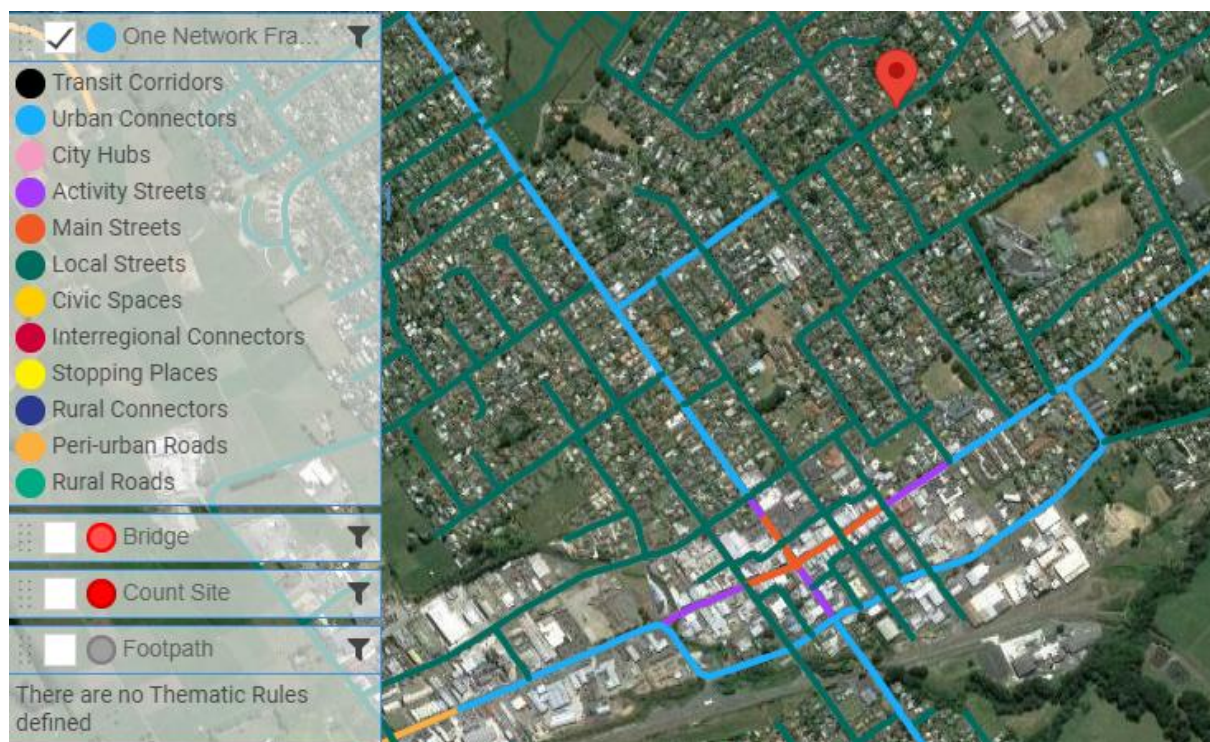 One Network Fra...
Transit Corridors
Urban Connectors
City Hubs
Activity Streets
Main Streets
Local Streets
Civic Spaces
Interregional Connectors
Stopping Places
Rural Connectors
Peri-urban Roads
Rural Roads
Bridge
Count Site
Footpath
There are no Thematic Rules
defined